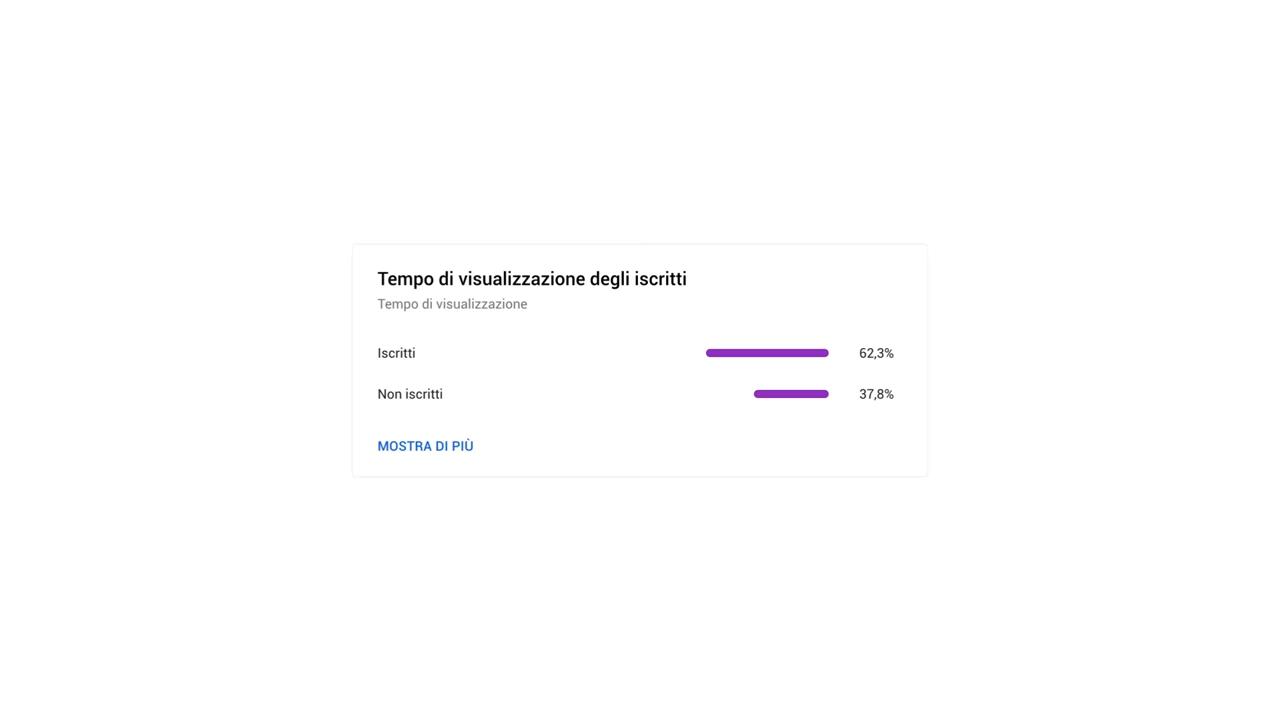 Tempo di visualizzazione degli iscritti
Tempo di visualizzazione
Iscritti 62,3%
Non iscritti 37,8%
MOSTRA DI PIÙ